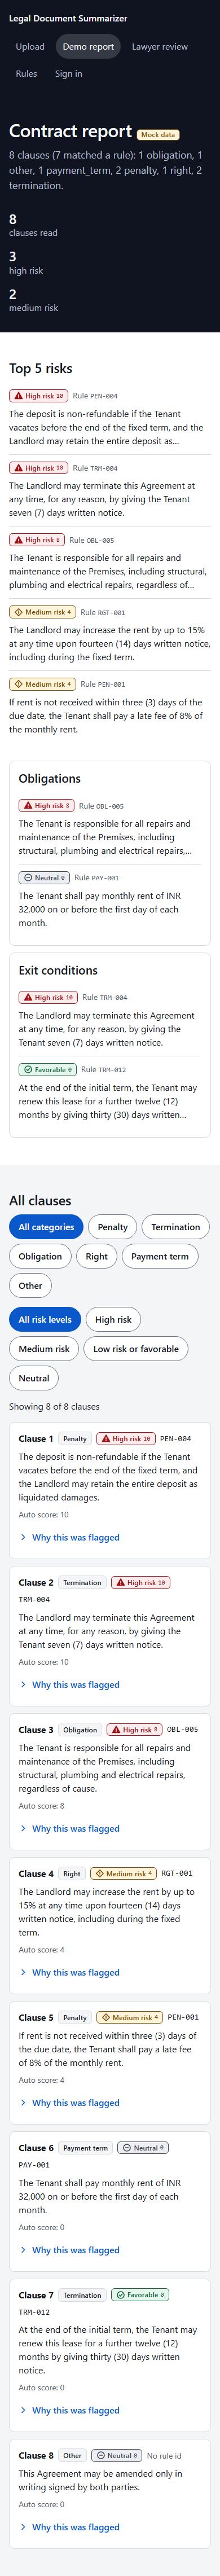 Legal Document Summarizer
Upload Demo report Lawyer review
Rules Sign in
Contract report Mock data
8 clauses (7 matched a rule): 1 obligation, 1
other, 1 payment_term, 2 penalty, 1 right, 2
termination.
8
clauses read
3
high risk
2
medium risk
Top 5 risks
High risk 10 Rule PEN-004
The deposit is non-refundable if the Tenant
vacates before the end of the fixed term, and the
Landlord may retain the entire deposit as...
High risk 10 Rule TRM-004
The Landlord may terminate this Agreement
at any time, for any reason, by giving the
Tenant seven (7) days written notice.
High risk 8 Rule OBL-005
The Tenant is responsible for all repairs and
maintenance of the Premises, including structural,
plumbing and electrical repairs, regardless of...
Medium risk 4 Rule RGT-001
The Landlord may increase the rent by up to 15%
at any time upon fourteen (14) days written notice,
including during the fixed term.
Medium risk 4 Rule PEN-001
If rent is not received within three (3) days of the
due date, the Tenant shall pay a late fee of 8% of
the monthly rent.
Obligations
High risk 8 Rule OBL-005
The Tenant is responsible for all repairs and
maintenance of the Premises, including
structural, plumbing and electrical repairs,...
Neutral 0 Rule PAY-001
The Tenant shall pay monthly rent of INR
32,000 on or before the first day of each
month.
Exit conditions
High risk 10 Rule TRM-004
The Landlord may terminate this Agreement
at any time, for any reason, by giving the
Tenant seven (7) days written notice.
Favorable 0 Rule TRM-012
At the end of the initial term, the Tenant may
renew this lease for a further twelve (12)
months by giving thirty (30) days written...
All clauses
All categories Penalty Termination
Obligation Right Payment term
Other
All risk levels High risk
Medium risk Low risk or favorable
Neutral
Showing 8 of 8 clauses
Clause 1 Penalty High risk 10 PEN-004
The deposit is non-refundable if the Tenant
vacates before the end of the fixed term, and
the Landlord may retain the entire deposit as
liquidated damages.
Auto score: 10
Why this was flagged
Clause 2 Termination High risk 10
TRM-004
The Landlord may terminate this Agreement
at any time, for any reason, by giving the
Tenant seven (7) days written notice.
Auto score: 10
Why this was flagged
Clause 3 Obligation High risk 8 OBL-005
The Tenant is responsible for all repairs and
maintenance of the Premises, including
structural, plumbing and electrical repairs,
regardless of cause.
Auto score: 8
Why this was flagged
Clause 4 Right Medium risk 4 RGT-001
The Landlord may increase the rent by up to
15% at any time upon fourteen (14) days
written notice, including during the fixed
term.
Auto score: 4
Why this was flagged
Clause 5 Penalty Medium risk 4 PEN-001
If rent is not received within three (3) days of
the due date, the Tenant shall pay a late fee
of 8% of the monthly rent.
Auto score: 4
Why this was flagged
Clause 6 Payment term Neutral 0
PAY-001
The Tenant shall pay monthly rent of INR
32,000 on or before the first day of each
month.
Auto score: 0
Why this was flagged
Clause 7 Termination Favorable 0
TRM-012
At the end of the initial term, the Tenant may
renew this lease for a further twelve (12)
months by giving thirty (30) days written
notice.
Auto score: 0
Why this was flagged
Clause 8 Other Neutral 0 No rule id
This Agreement may be amended only in
writing signed by both parties.
Auto score: 0
Why this was flagged